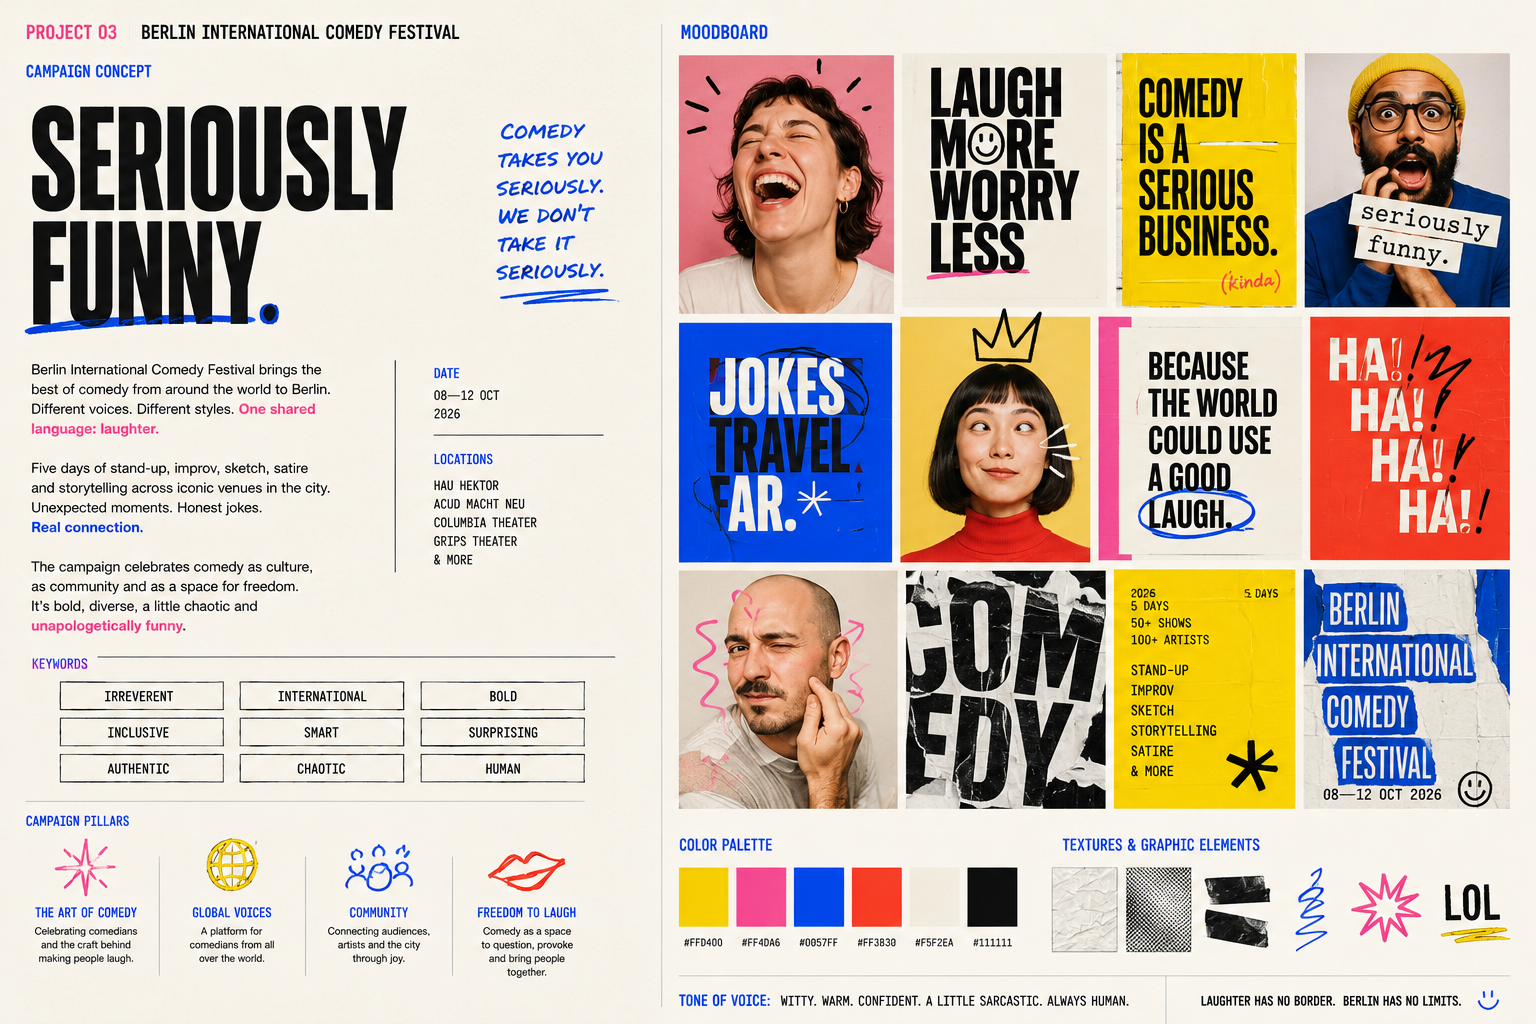 PROJECT 03 BERLIN INTERNATIONAL COMEDY FESTIVAL
CAMPAIGN CONCEPT
SERIOUSLY
FUNNY.
COMEDY
TAKES YOU
SERIOUSLY.
WE DON'T
TAKE IT
SERIOUSLY.
Berlin International Comedy Festival brings the
best of comedy from around the world to Berlin.
Different voices. Different styles. One shared
language: laughter.
Five days of stand-up, improv, sketch, satire
and storytelling across iconic venues in the city.
Unexpected moments. Honest jokes.
Real connection.
The campaign celebrates comedy as culture,
as community and as a space for freedom.
It's bold, diverse, a little chaotic and
unapologetically funny.
DATE
08—12 OCT
2026
LOCATIONS
HAU HEKTOR
ACUD MACHT NEU
COLUMBIA THEATER
GRIPS THEATER
& MORE
KEYWORDS
IRREVERENT
INTERNATIONAL
BOLD
INCLUSIVE
SMART
SURPRISING
AUTHENTIC
CHAOTIC
HUMAN
CAMPAIGN PILLARS
THE ART OF COMEDY
Celebrating comedians
and the craft behind
making people laugh.
GLOBAL VOICES
A platform for
comedians from all
over the world.
COMMUNITY
Connecting audiences,
artists and the city
through joy.
FREEDOM TO LAUGH
Comedy as a space
to question, provoke
and bring people
together.
MOODBOARD
LAUGH
MORE
WORRY
LESS
COMEDY
IS A
SERIOUS
BUSINESS.
(kinda)
seriously
funny.
JOKES
TRAVEL
FAR.
BECAUSE
THE WORLD
COULD USE
A GOOD
LAUGH.
HA!
HA!
HA!
HA!
COM
EDY
2026 5 DAYS
5 DAYS
50+ SHOWS
100+ ARTISTS
STAND-UP
IMPROV
SKETCH
STORYTELLING
SATIRE
& MORE
BERLIN
INTERNATIONAL
COMEDY
FESTIVAL
08—12 OCT 2026
COLOR PALETTE
#FFD400
#FF4DA6
#0057FF
#FF3B30
#F5F2EA
#111111
TEXTURES & GRAPHIC ELEMENTS
LOL
TONE OF VOICE: WITTY. WARM. CONFIDENT. A LITTLE SARCASTIC. ALWAYS HUMAN.
LAUGHTER HAS NO BORDER. BERLIN HAS NO LIMITS.